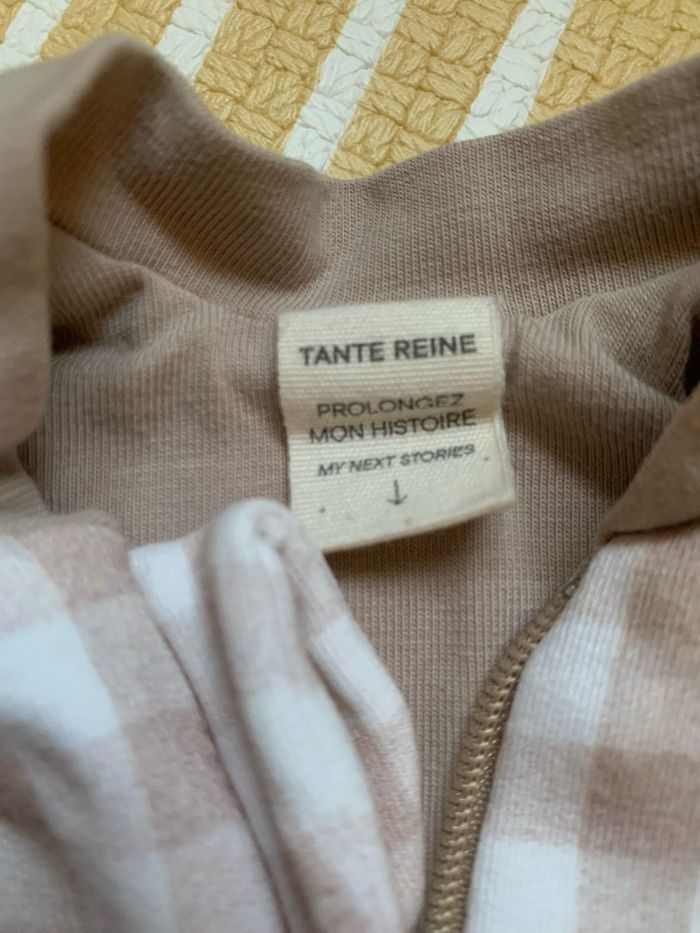 TANTE REINE
PROLONGEZ
MON HISTOIRE
MY NEXT STORIES
↓